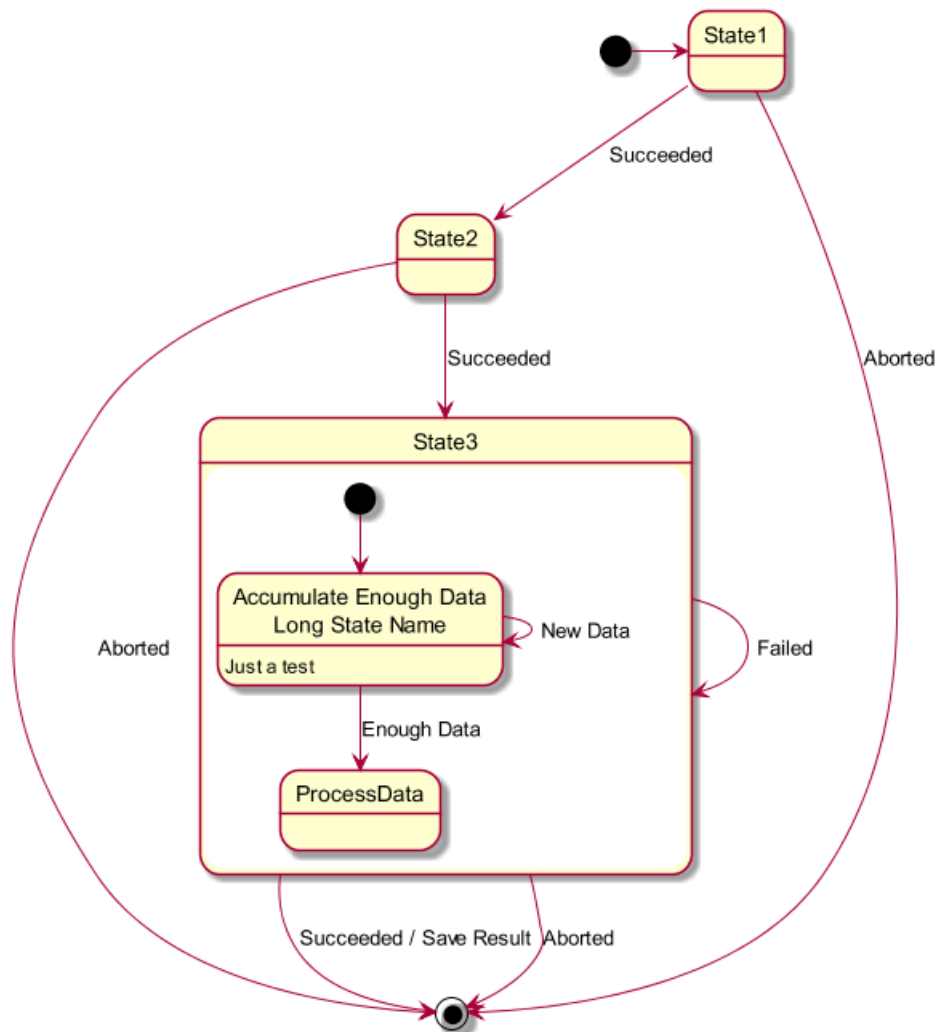 State1
Succeeded
State2
Succeeded
Aborted
State3
Accumulate Enough Data
Long State Name
New Data
Just a test
Aborted
Failed
Enough Data
ProcessData
Succeeded / Save Result
Aborted